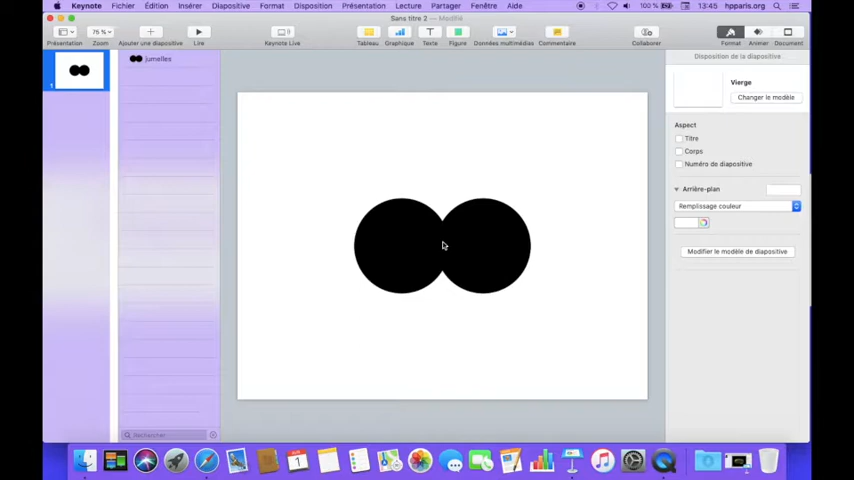 Keynote Fichier Édition Insérer Diapositive Format Disposition Présentation Lecture Partager Fenêtre Aide 100 % 13:45 hpparis.org
Sans titre 2 — Modifié
75 %
Présentation Zoom Ajouter une diapositive Lire Keynote Live Tableau Graphique Texte Figure Données multimédias Commentaire Collaborer Format Animer Document
1
Jumelles
Disposition de la diapositive
Vierge
Changer le modèle
Aspect
Titre
Corps
Numéro de diapositive
Arrière-plan
Remplissage couleur
Modifier le modèle de diapositive
Rechercher
1